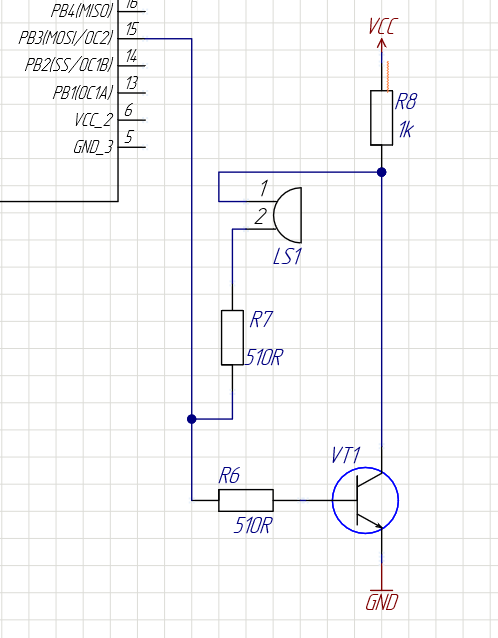 PB4(MISO) 16
PB3(MOSI/OC2) 15
PB2(SS/OC1B) 14
PB1(OC1A) 13
VCC_2 6
GND_3 5
VCC
R8
1k
1
2
LS1
R7
510R
VT1
R6
510R
GND